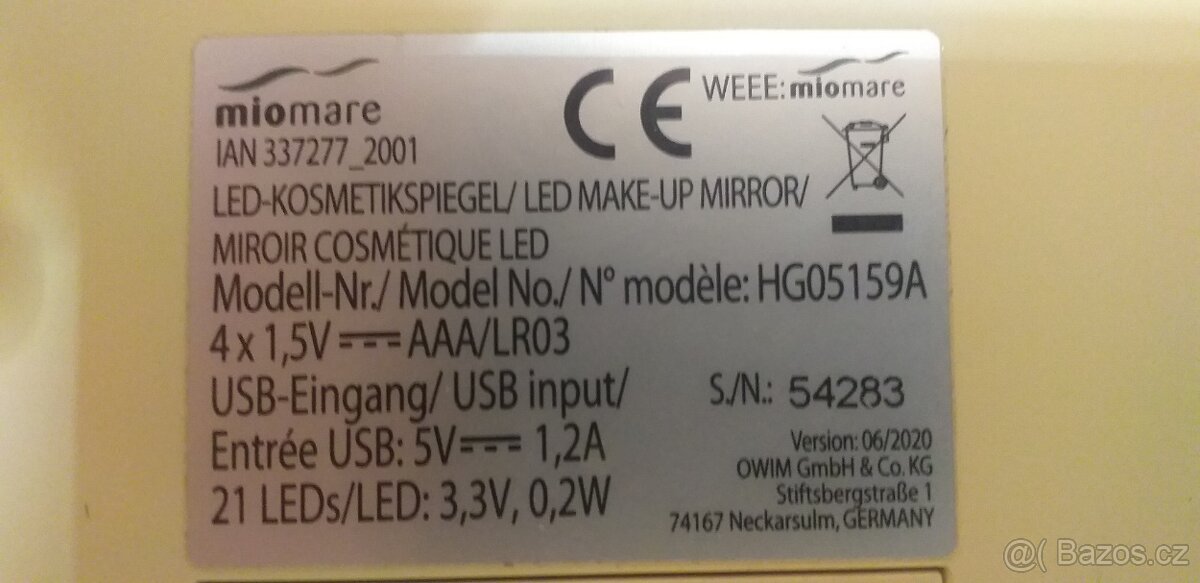 miomare
WEEE: miomare
IAN 337277_2001
LED-KOSMETIKSPIEGEL/ LED MAKE-UP MIRROR/
MIROIR COSMÉTIQUE LED
Modell-Nr./ Model No./ N° modèle: HG05159A
4 x 1,5V AAA/LR03
USB-Eingang/ USB input/
Entrée USB: 5V 1,2A
21 LEDs/LED: 3,3V, 0,2W
S./N.: 54283
Version: 06/2020
OWIM GmbH & Co. KG
Stiftsbergstraße 1
74167 Neckarsulm, GERMANY
@( Bazos.cz